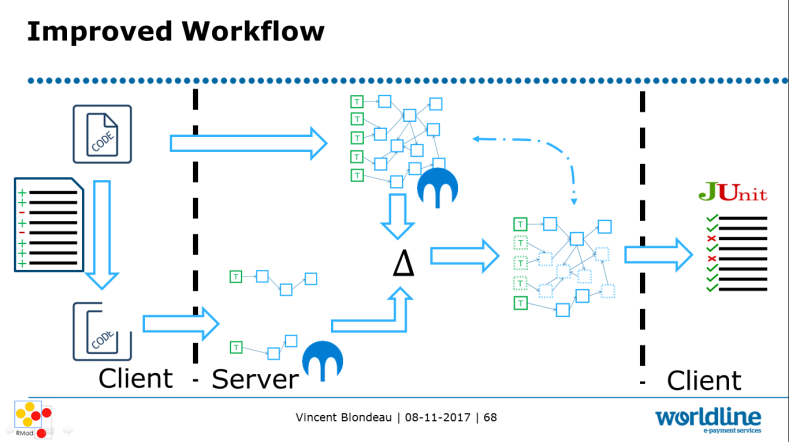 Improved Workflow
CODE
T
T
T
T
T
JUnit
T
T
T
T
T
Δ
T
CODE
T
Client - Server - Client
Vincent Blondeau | 08-11-2017 | 68
RMod
worldline
e-payment services